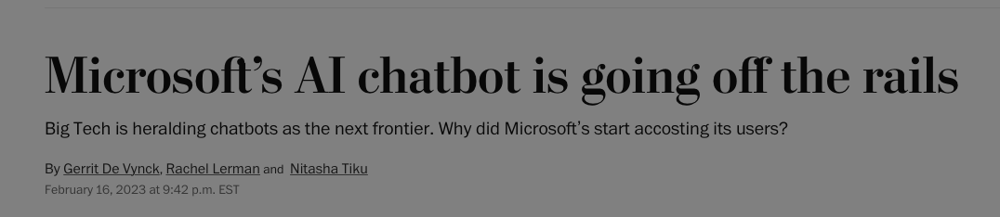 Microsoft’s AI chatbot is going off the rails
Big Tech is heralding chatbots as the next frontier. Why did Microsoft’s start accosting its users?
By Gerrit De Vynck, Rachel Lerman and Nitasha Tiku
February 16, 2023 at 9:42 p.m. EST